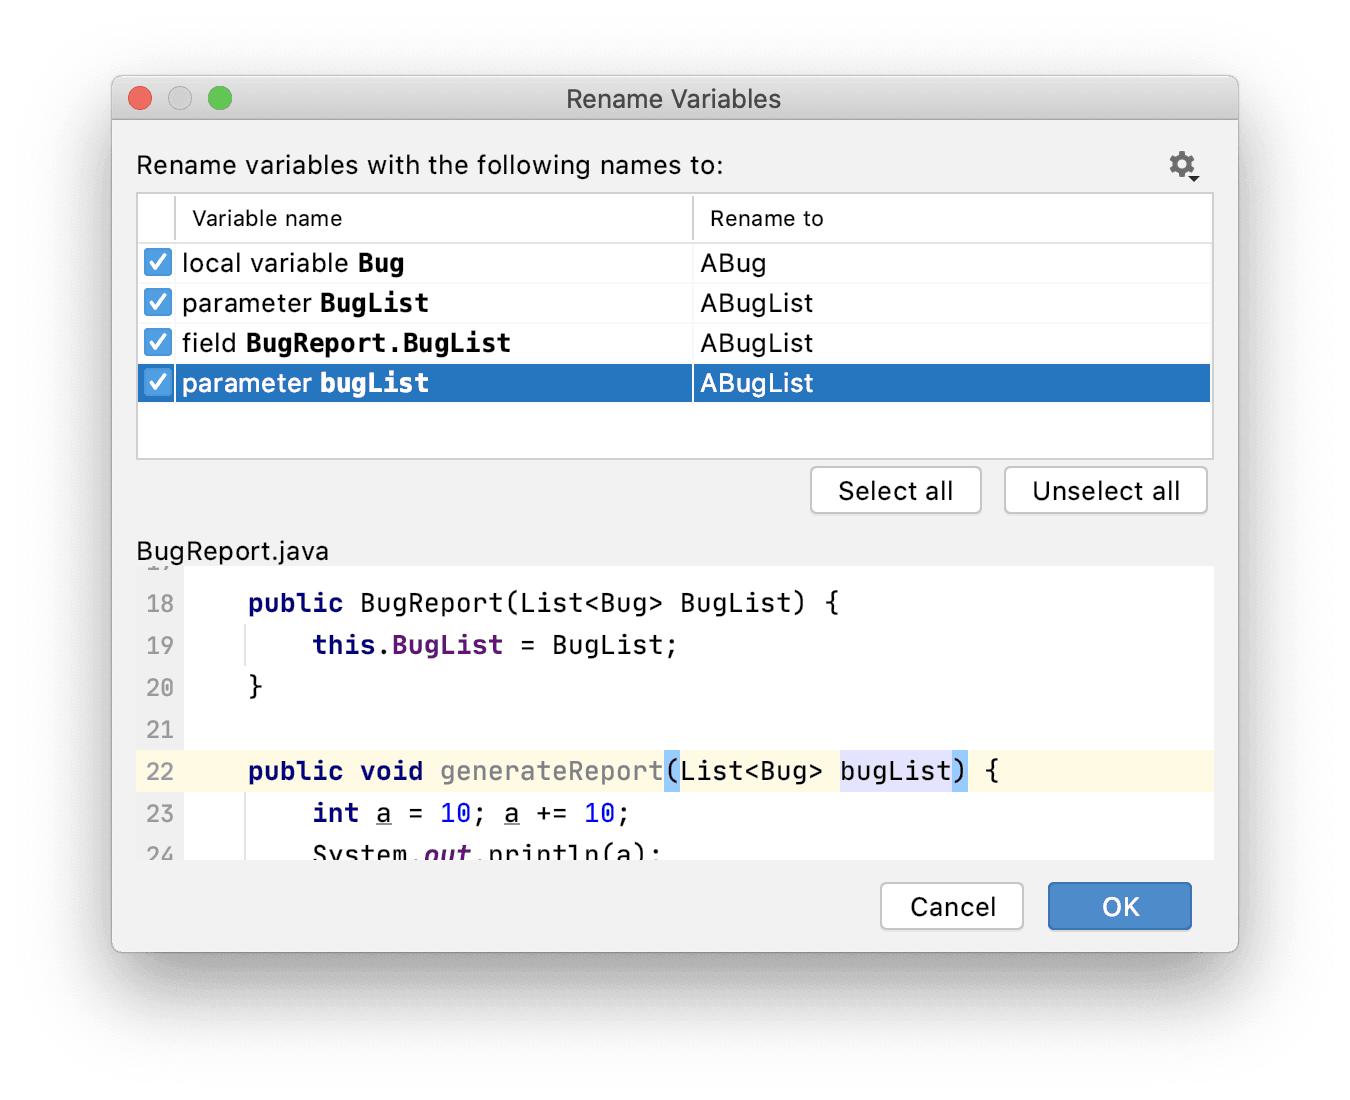 Rename Variables
Rename variables with the following names to:
Variable name Rename to
local variable Bug ABug
parameter BugList ABugList
field BugReport.BugList ABugList
parameter bugList ABugList
Select all Unselect all
BugReport.java
18 public BugReport(List<Bug> BugList) {
19 this.BugList = BugList;
20 }
21
22 public void generateReport(List<Bug> bugList) {
23 int a = 10; a += 10;
24 System.out.println(a);
Cancel OK